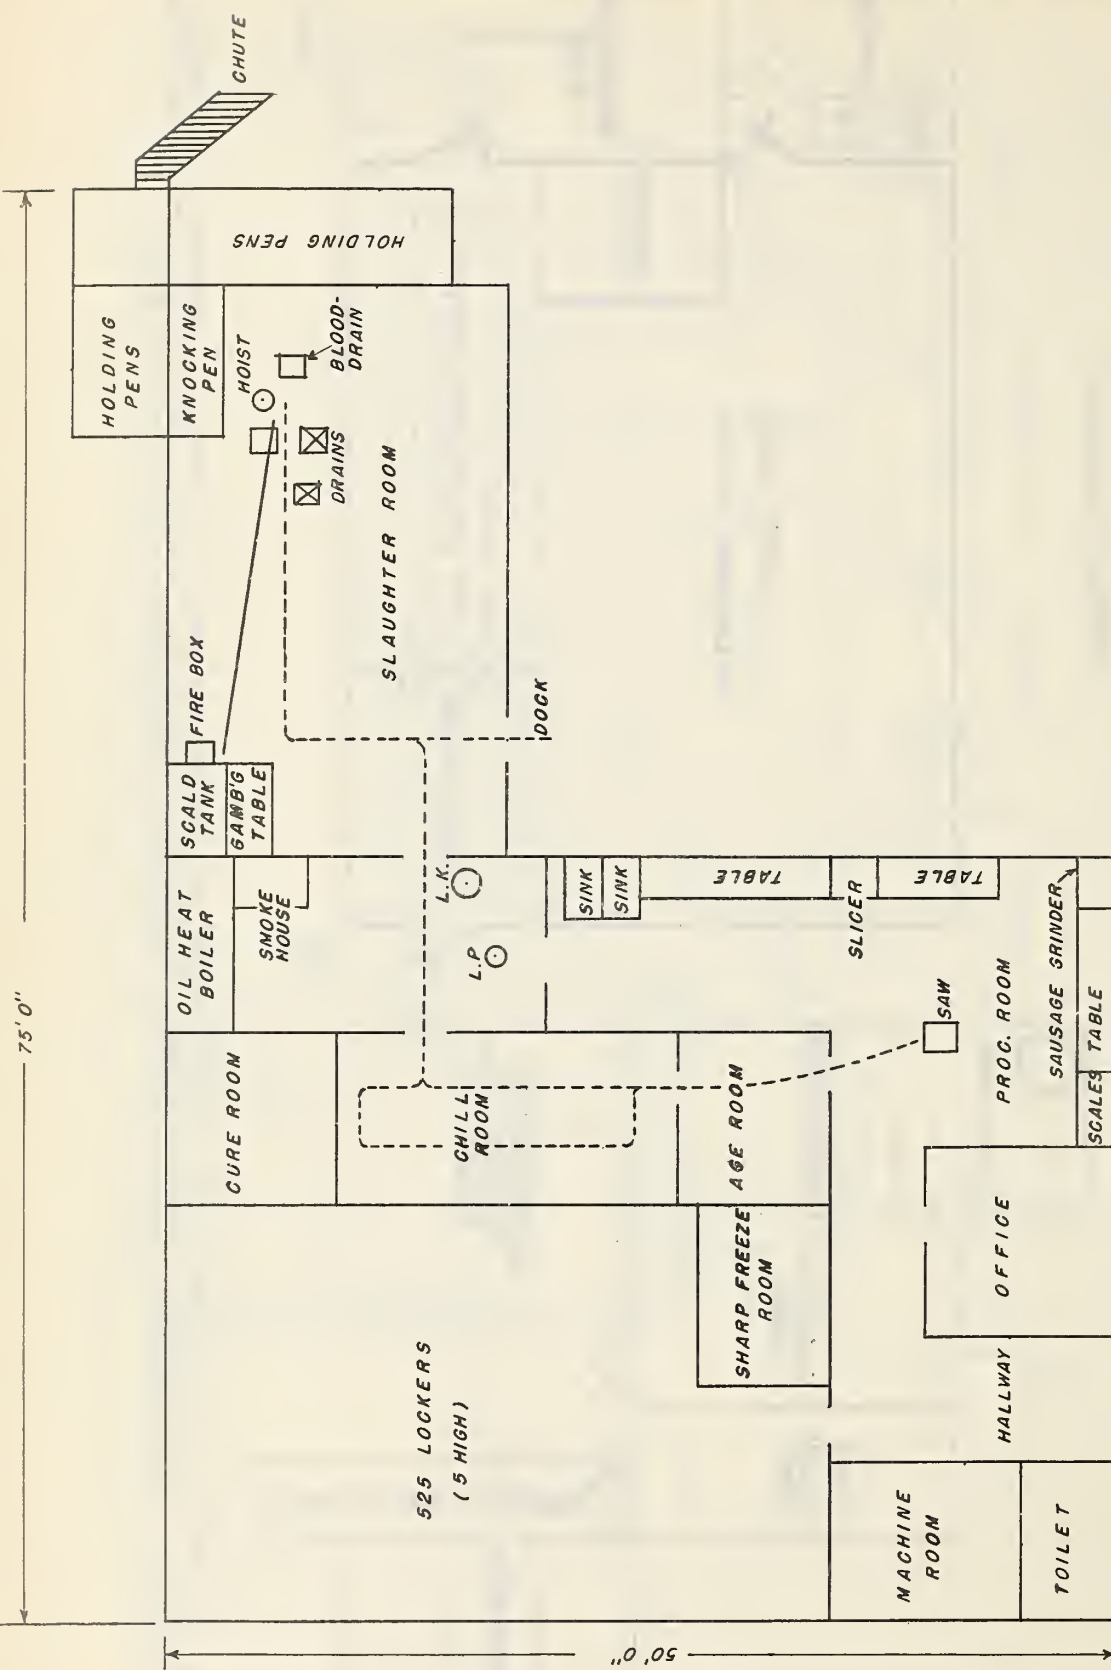 75'0"
50'0"
CHUTE
HOLDING
PENS
HOLDING PENS
KNOCKING
PEN
HOIST
BLOOD-
DRAIN
DRAINS
SLAUGHTER ROOM
FIRE BOX
SCALD
TANK
GAMB'G
TABLE
DOCK
OIL HEAT
BOILER
SMOKE
HOUSE
L.K.
L.P
SINK
SINK
TABLE
SLICER
TABLE
SAUSAGE GRINDER
SCALES TABLE
SAW
PROC. ROOM
CURE ROOM
CHILL
ROOM
AGE ROOM
SHARP FREEZE
ROOM
OFFICE
HALLWAY
525 LOCKERS
(5 HIGH)
MACHINE
ROOM
TOILET